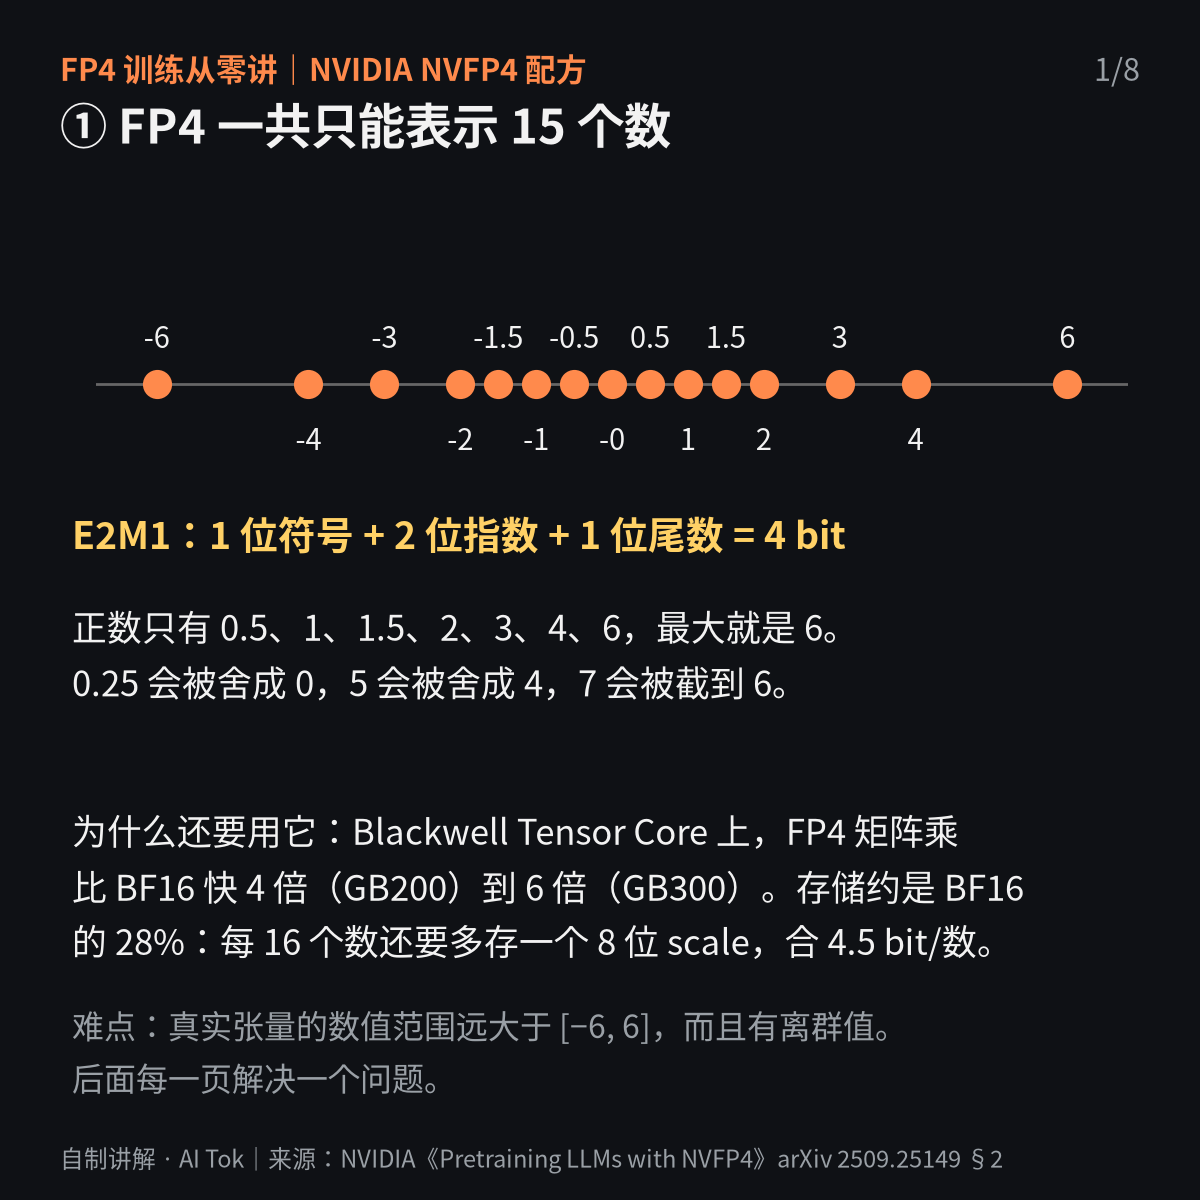 FP4 训练从零讲｜NVIDIA NVFP4 配方
1/8
① FP4 一共只能表示 15 个数
-6 -3 -1.5 -0.5 0.5 1.5 3 6
-4 -2 -1 -0 1 2 4
E2M1：1 位符号 + 2 位指数 + 1 位尾数 = 4 bit
正数只有 0.5、1、1.5、2、3、4、6，最大就是 6。
0.25 会被舍成 0，5 会被舍成 4，7 会被截到 6。
为什么还要用它：Blackwell Tensor Core 上，FP4 矩阵乘
比 BF16 快 4 倍（GB200）到 6 倍（GB300）。存储约是 BF16
的 28%：每 16 个数还要多存一个 8 位 scale，合 4.5 bit/数。
难点：真实张量的数值范围远大于 [−6, 6]，而且有离群值。
后面每一页解决一个问题。
自制讲解 · AI Tok｜来源：NVIDIA《Pretraining LLMs with NVFP4》arXiv 2509.25149 §2